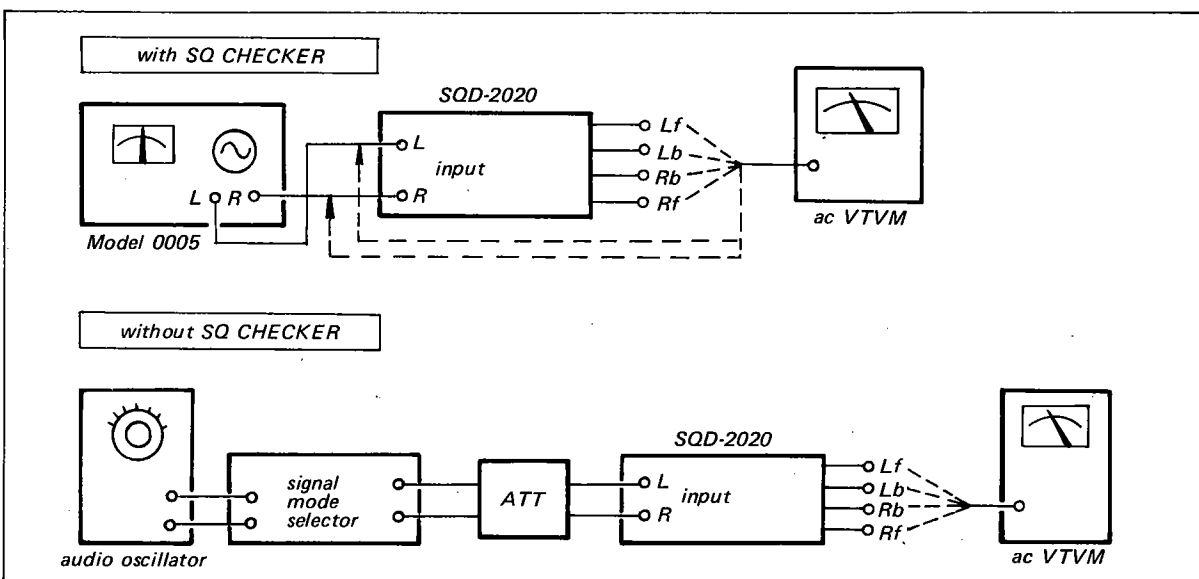 with SQ CHECKER
SQD-2020
L
input
R
L R
Model 0005
Lf
Lb
Rb
Rf
ac VTVM
without SQ CHECKER
audio oscillator
signal
mode
selector
ATT
SQD-2020
L
input
R
Lf
Lb
Rb
Rf
ac VTVM